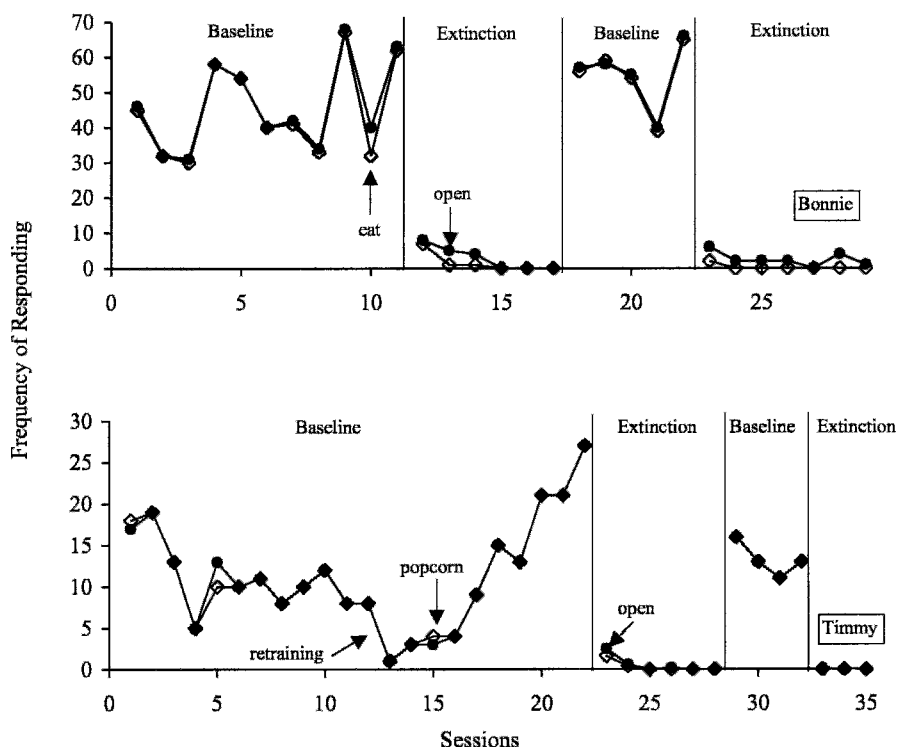 70
60
50
40
30
20
10
0
Baseline
Extinction
Baseline
Extinction
eat
open
Bonnie
0 5 10 15 20 25
Frequency of Responding
30
25
20
15
10
5
0
Baseline
Extinction
Baseline
Extinction
popcorn
retraining
open
Timmy
0 5 10 15 20 25 30 35
Sessions